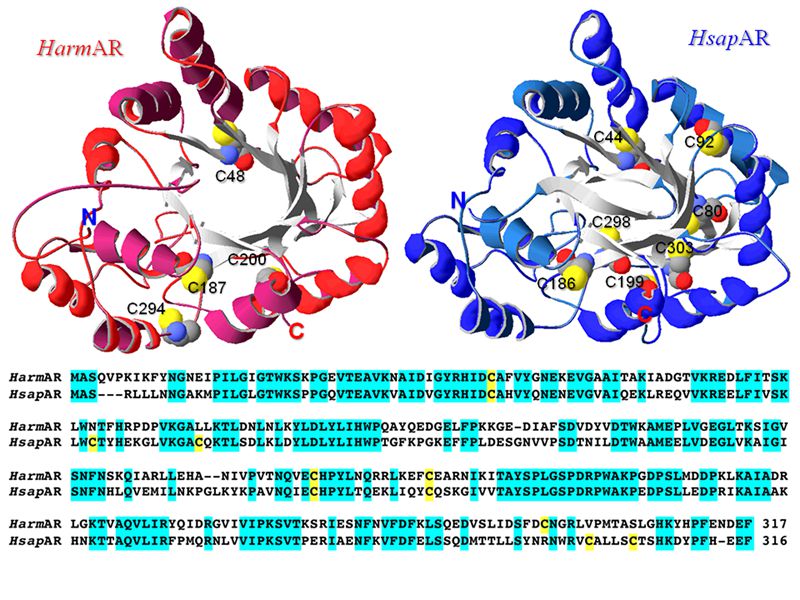 HarmAR
HsapAR
C48
N
C200
C187
C294
C
C44
C92
N
C80
C298
C303
C186
C199
C
HarmAR MASQVPKIKFYNGNEIPILGIGTWKSKPGEVTEAVKNAIDIGYRHIDCAFVYGNEKEVGAAITAKIADGTVKREDLFITSK
HsapAR MAS---RLLLNNGAKMPILGLGTWKSPPGQVTEAVKVAIDVGYRHIDCAHVYQNENEVGVAIQEKLREQVVKREELFIVSK
HarmAR LWNTFHRPDPVKGALLKTLDNLNLKYLDLYLIHWPQAYQEDGELFPKKGE-DIAFSDVDYVDTWKAMEPLVGEGLTKSIGV
HsapAR LWCTYHEKGLVKGACQKTLSDLKLDYLDLYLIHWPTGFKPGKEFFPLDESGNVVPSDTNILDTWAAMEELVDEGLVKAIGI
HarmAR SNFNSKQIARLLEHA--NIVPVTNQVECHPYLNQRRLKEFCEARNIKITAYSPLGSPDRPWAKPGDPSLMDDPKLKAIADR
HsapAR SNFNHLQVEMILNKPGLKYKPAVNQIECHPYLTQEKLIQYCQSKGIVVTAYSPLGSPDRPWAKPEDPSLLEDPRIKAIAAK
HarmAR LGKTVAQVLIRYQIDRGVIVIPKSVTKSRIESNFNVFDFKLSQEDVSLIDSFDCNGRLVPMTASLGHKYHPFENDEF 317
HsapAR HNKTTAQVLIRFPMQRNLVVIPKSVTPERIAENFKVFDFELSSQDMTTLLSYNRNWRVCALLSCTSHKDYPFH-EEF 316